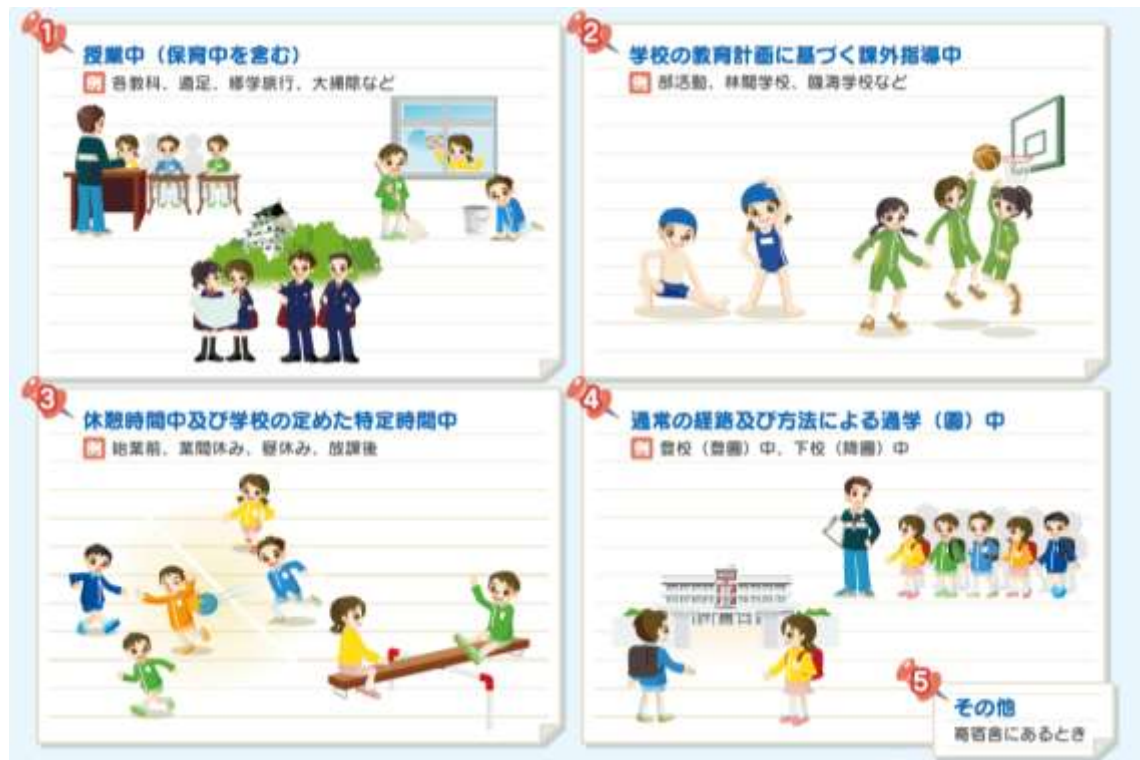 1
授業中（保育中を含む）
例 各教科、遠足、修学旅行、大掃除など
2
学校の教育計画に基づく課外指導中
例 部活動、林間学校、臨海学校など
3
休憩時間中及び学校の定めた特定時間中
例 始業前、業間休み、昼休み、放課後
4
通常の経路及び方法による通学（園）中
例 登校（登園）中、下校（降園）中
5
その他
寄宿舎にあるとき